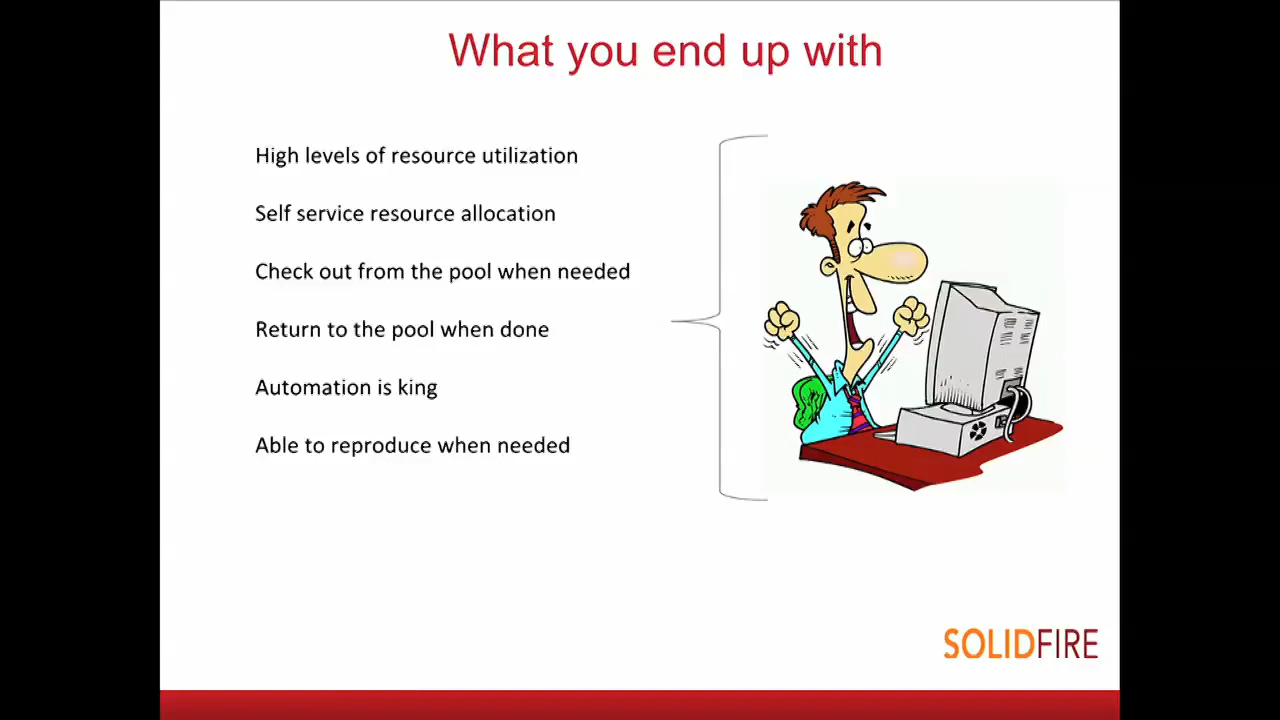 What you end up with
High levels of resource utilization
Self service resource allocation
Check out from the pool when needed
Return to the pool when done
Automation is king
Able to reproduce when needed
SOLIDFIRE